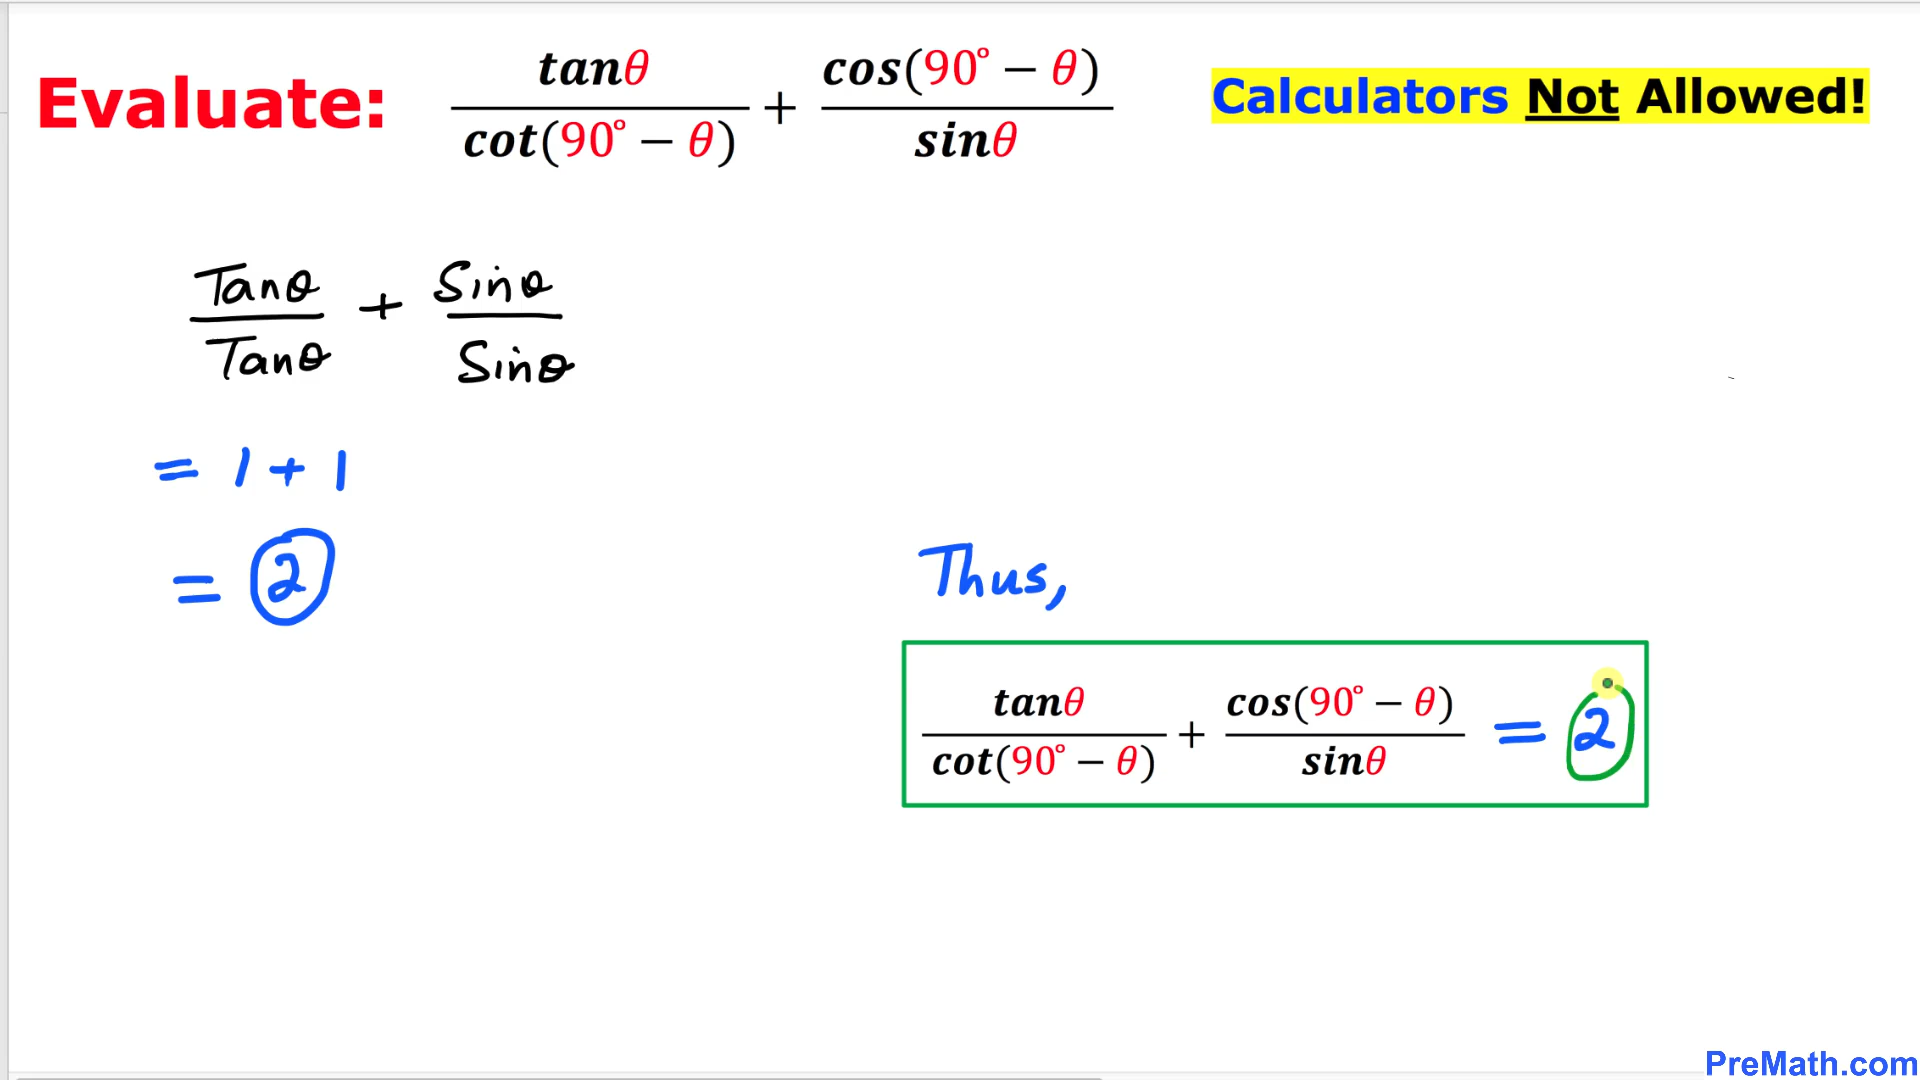 Evaluate: tanθ / cot(90° − θ) + cos(90° − θ) / sinθ
Calculators Not Allowed!
Tanθ / Tanθ + Sinθ / Sinθ
= 1 + 1
= 2
Thus,
tanθ / cot(90° − θ) + cos(90° − θ) / sinθ = 2
PreMath.com